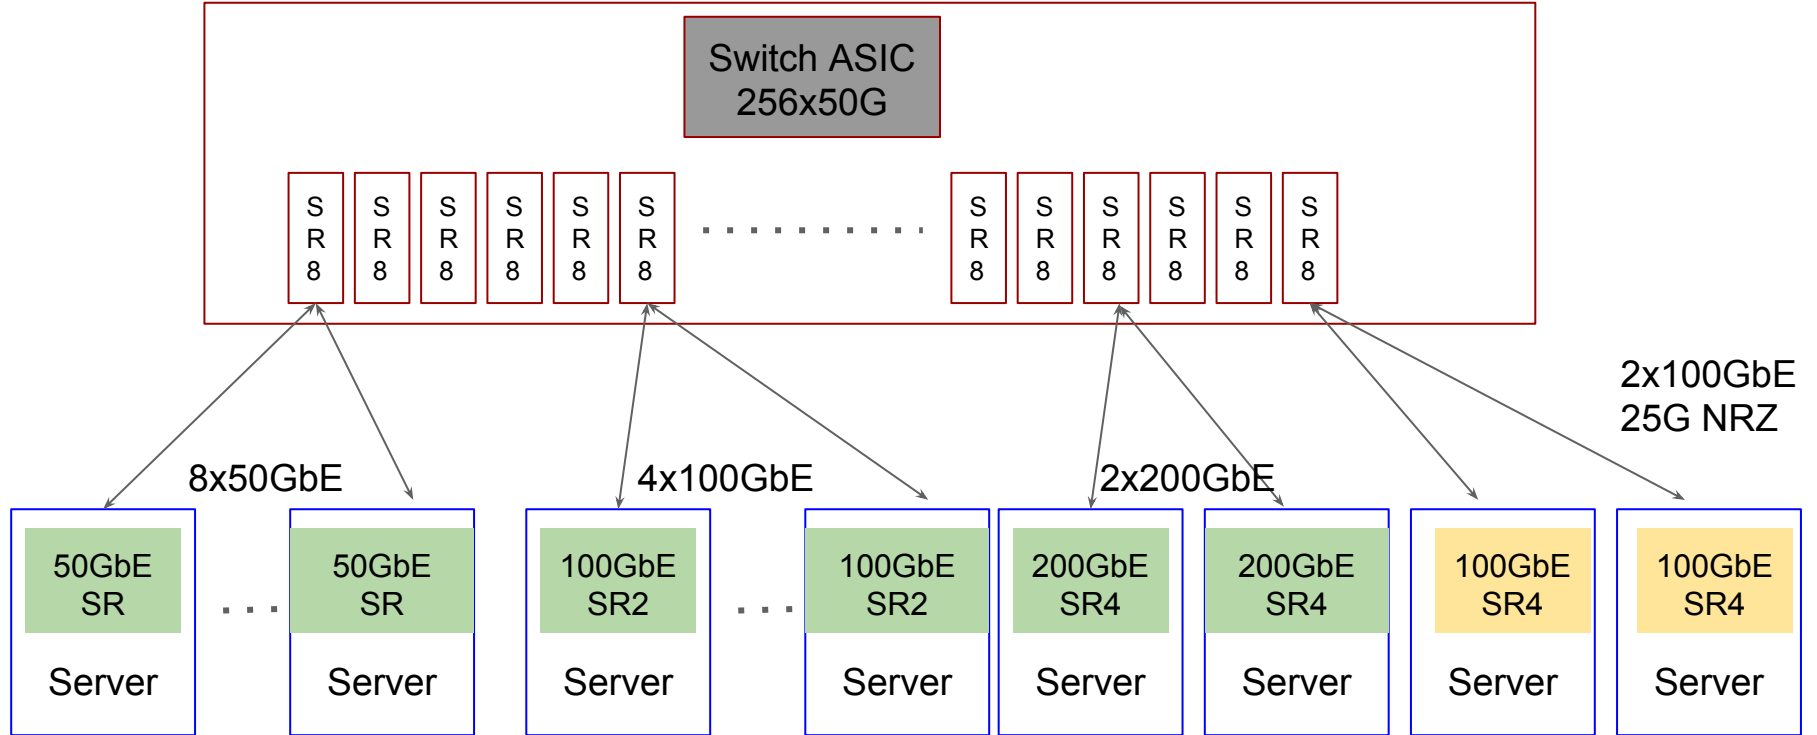 Switch ASIC
256x50G
S
R
8
S
R
8
S
R
8
S
R
8
S
R
8
S
R
8
S
R
8
S
R
8
S
R
8
S
R
8
S
R
8
S
R
8
2x100GbE
25G NRZ
8x50GbE
4x100GbE
2x200GbE
50GbE
SR
Server
50GbE
SR
Server
100GbE
SR2
Server
100GbE
SR2
Server
200GbE
SR4
Server
200GbE
SR4
Server
100GbE
SR4
Server
100GbE
SR4
Server